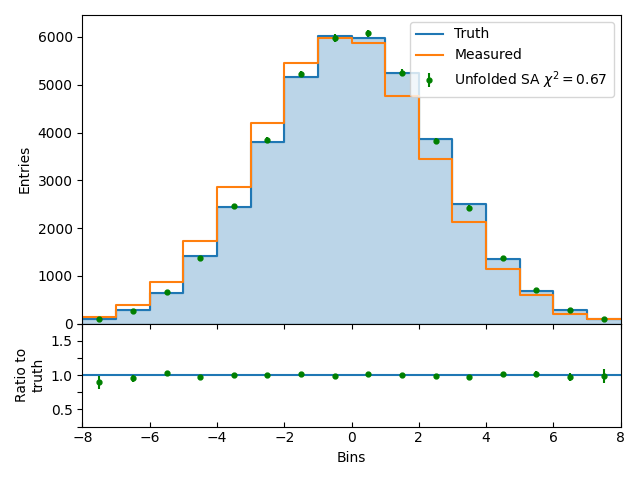 6000
5000
4000
3000
2000
1000
0
Entries
Truth
Measured
Unfolded SA χ² = 0.67
1.5
1.0
0.5
Ratio to
truth
−8 −6 −4 −2 0 2 4 6 8
Bins